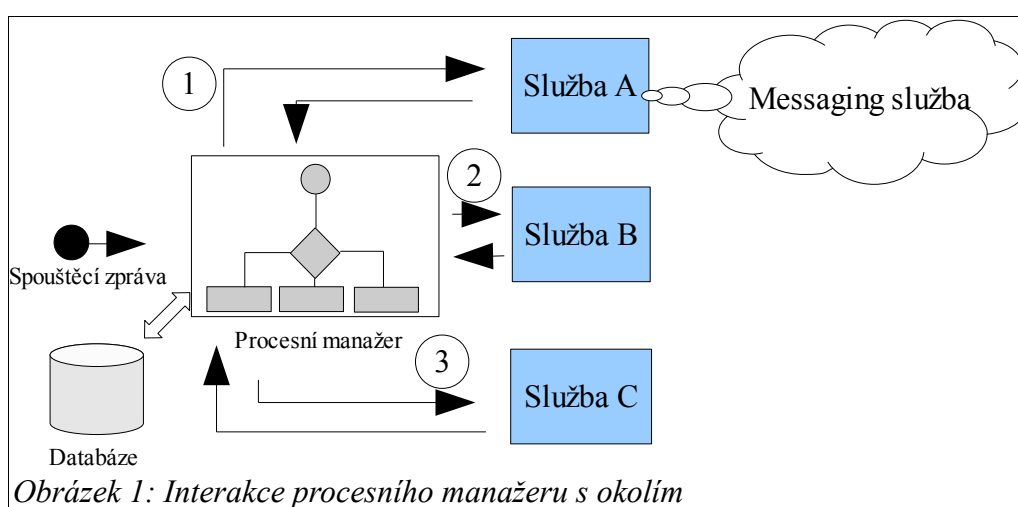 1
Služba A
Messaging služba
2
Služba B
Spouštěcí zpráva
Procesní manažer
3
Služba C
Databáze
Obrázek 1: Interakce procesního manažeru s okolím